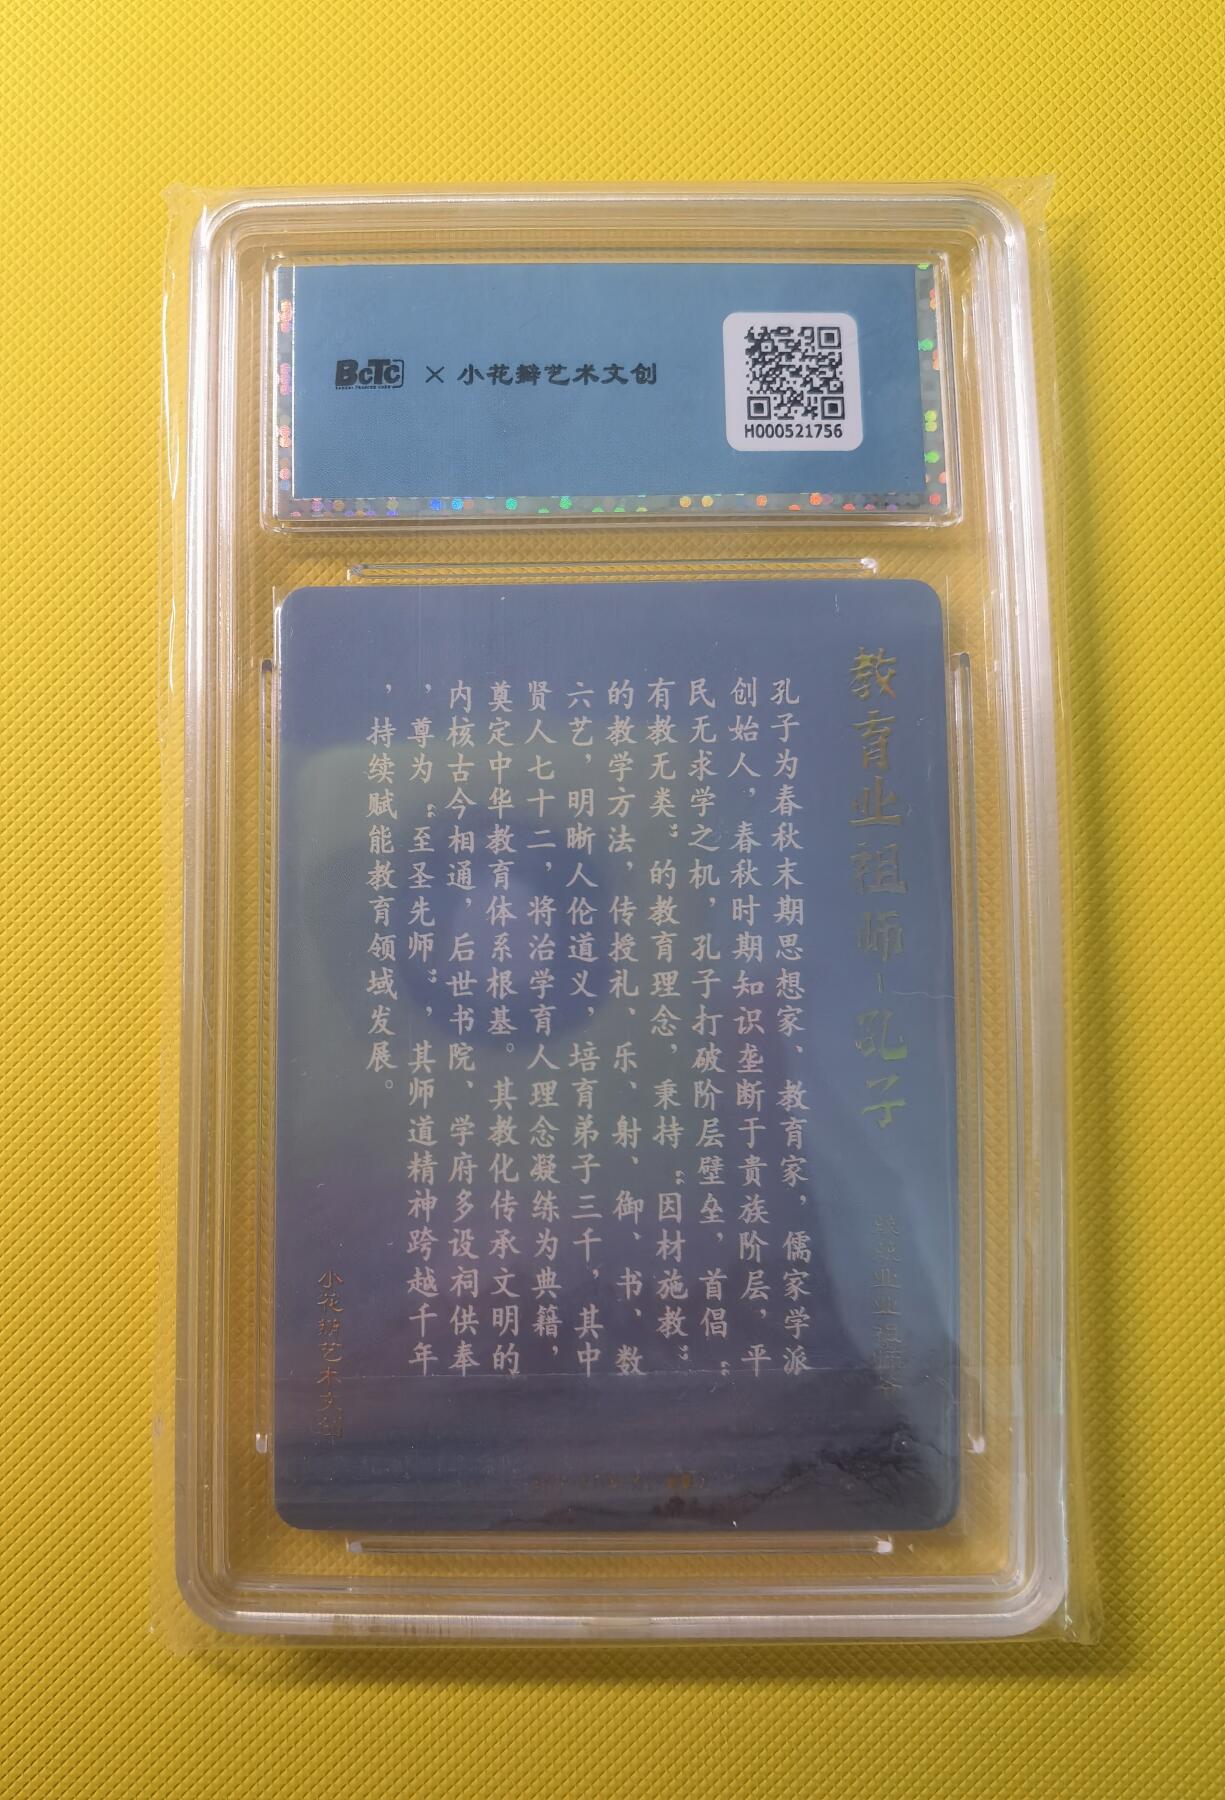 BCTC × 小花瓣艺术文创
H000521756
教育业祖师-孔子
孔子为春秋末期思想家、教育家，儒家学派
创始人，春秋时期知识垄断于贵族阶层，平
民无求学之机，孔子打破阶层壁垒，首倡“
有教无类”的教育理念，秉持“因材施教”
的教学方法，传授礼、乐、射、御、书、数
六艺，明晰人伦道义，培育弟子三千，其中
贤人七十二，将治学育人理念凝练为典籍，
奠定中华教育体系根基。其教化传承文明的
内核古今相通，后世书院、学府多设祠供奉
，尊为“至圣先师”，其师道精神跨越千年
，持续赋能教育领域发展。
小花瓣艺术文创